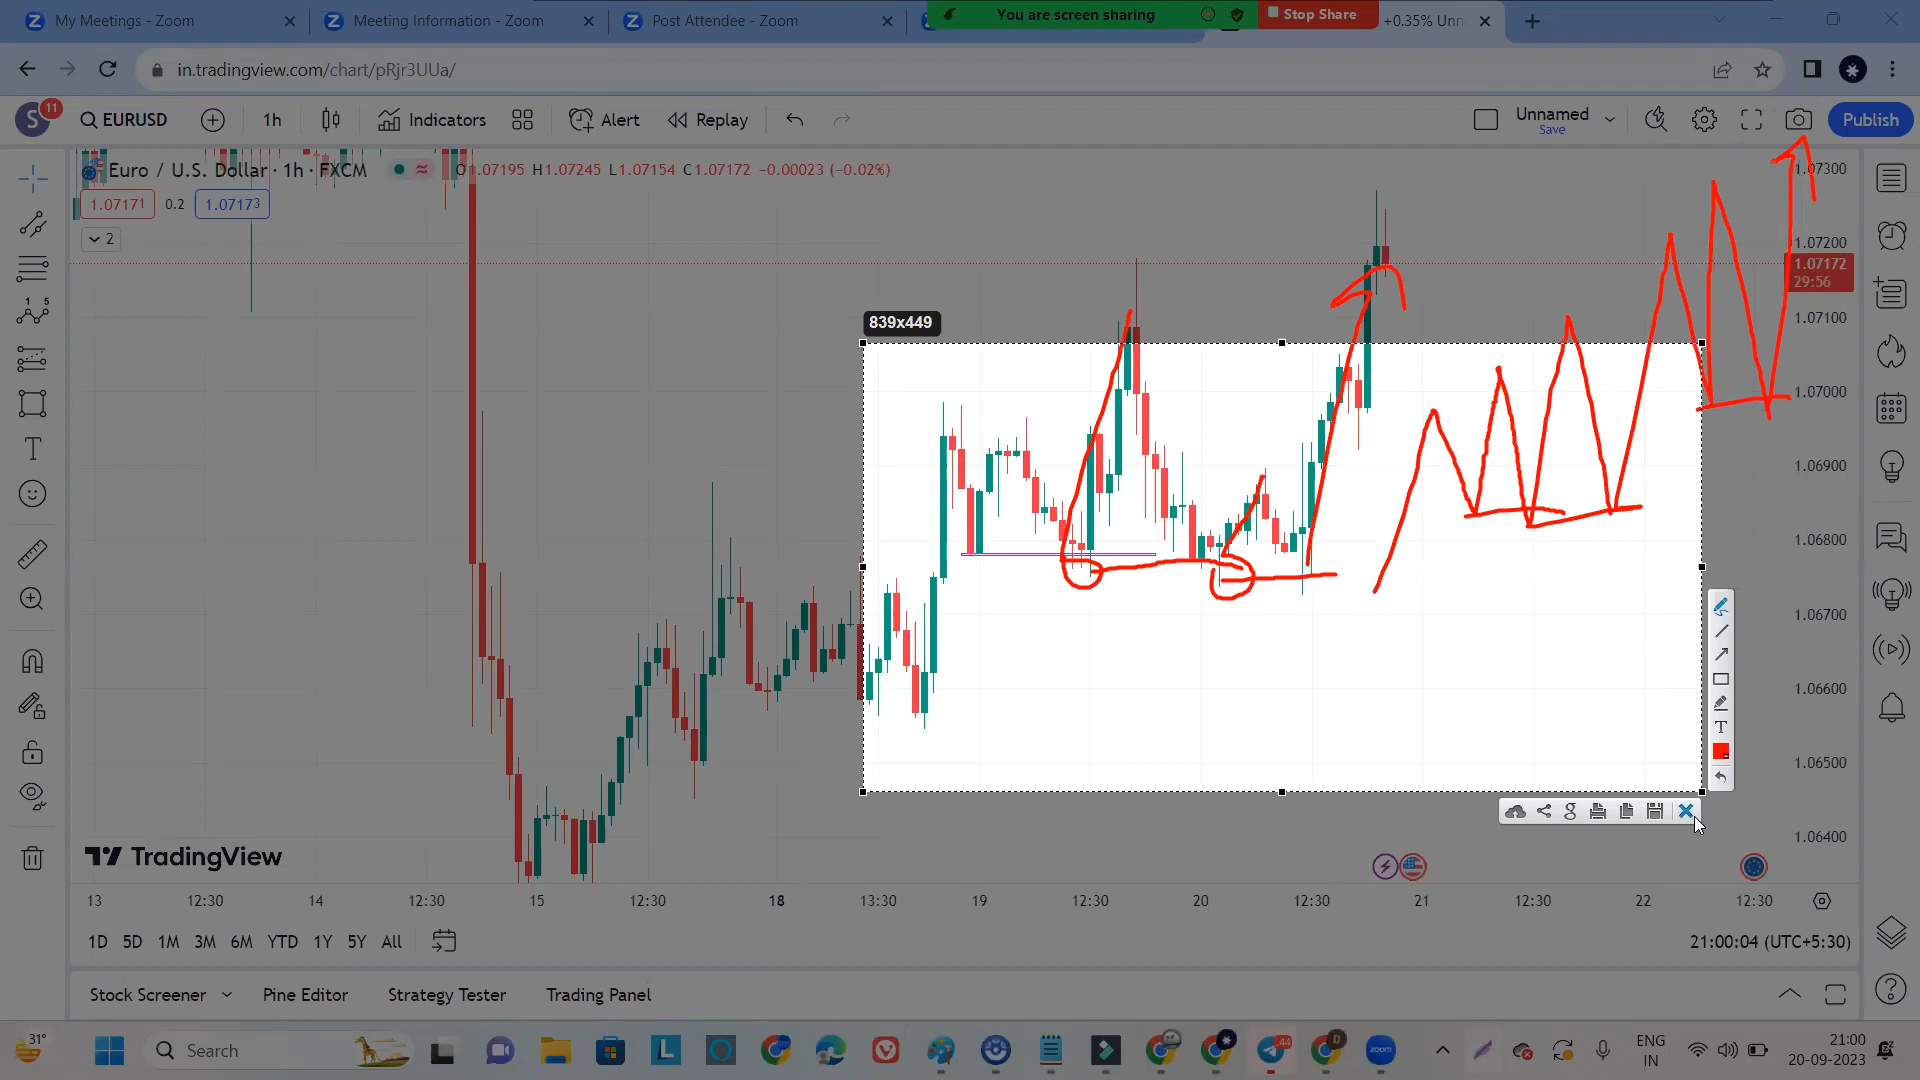 My Meetings - Zoom
Meeting Information - Zoom
Post Attendee - Zoom
You are screen sharing
Stop Share
+0.35% Unn
in.tradingview.com/chart/pRjr3UUa/
S
11
EURUSD
1h
Indicators
Alert
Replay
Unnamed
Save
Publish
Euro / U.S. Dollar · 1h · FXCM
O1.07195 H1.07245 L1.07154 C1.07172 −0.00023 (−0.02%)
1.07171
0.2
1.07173
2
839x449
1.07300
1.07200
1.07172
29:56
1.07100
1.07000
1.06900
1.06800
1.06700
1.06600
1.06500
1.06400
1 5
T
T
TradingView
13
12:30
14
12:30
15
12:30
18
13:30
19
12:30
20
12:30
21
12:30
22
12:30
1D 5D 1M 3M 6M YTD 1Y 5Y All
21:00:04 (UTC+5:30)
Stock Screener
Pine Editor
Strategy Tester
Trading Panel
31°
Search
44
zoom
ENG
IN
21:00
20-09-2023